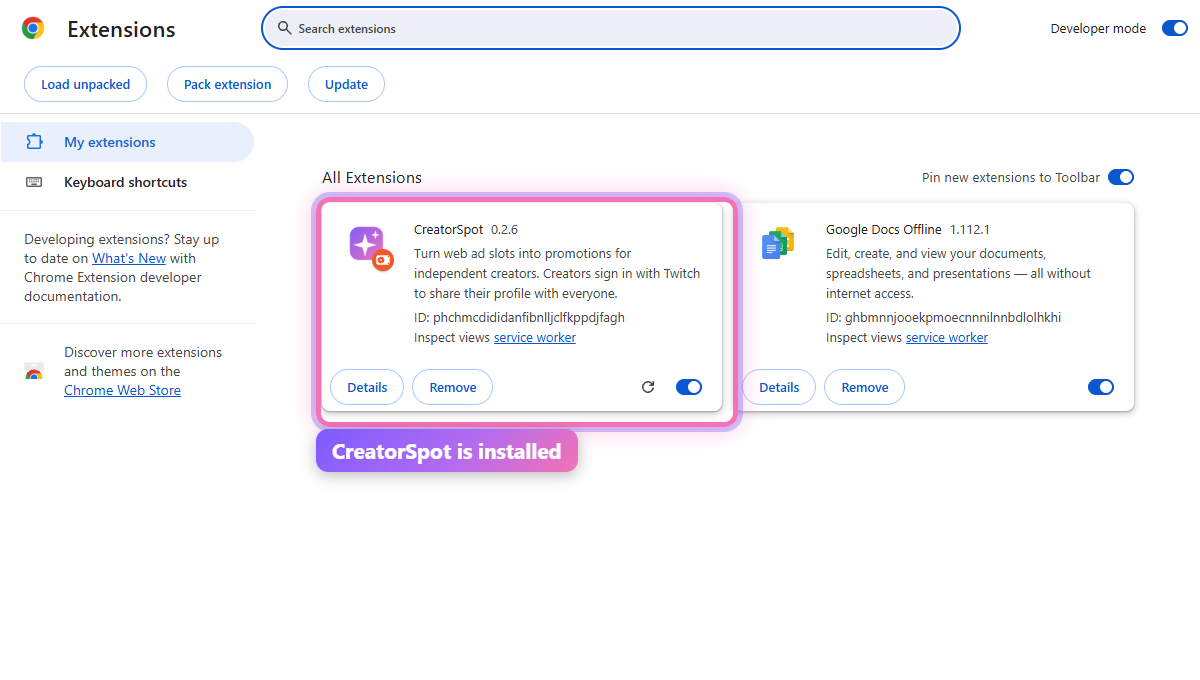 Extensions
Search extensions
Developer mode
Load unpacked
Pack extension
Update
My extensions
Keyboard shortcuts
Developing extensions? Stay up
to date on What's New with
Chrome Extension developer
documentation.
Discover more extensions
and themes on the
Chrome Web Store
All Extensions
Pin new extensions to Toolbar
CreatorSpot 0.2.6
Turn web ad slots into promotions for
independent creators. Creators sign in with Twitch
to share their profile with everyone.
ID: phchmcdididanfibnlljclfkppdjfagh
Inspect views service worker
Details
Remove
Google Docs Offline 1.112.1
Edit, create, and view your documents,
spreadsheets, and presentations — all without
internet access.
ID: ghbmnnjooekpmoecnnnilnnbdlolhkhi
Inspect views service worker
Details
Remove
CreatorSpot is installed